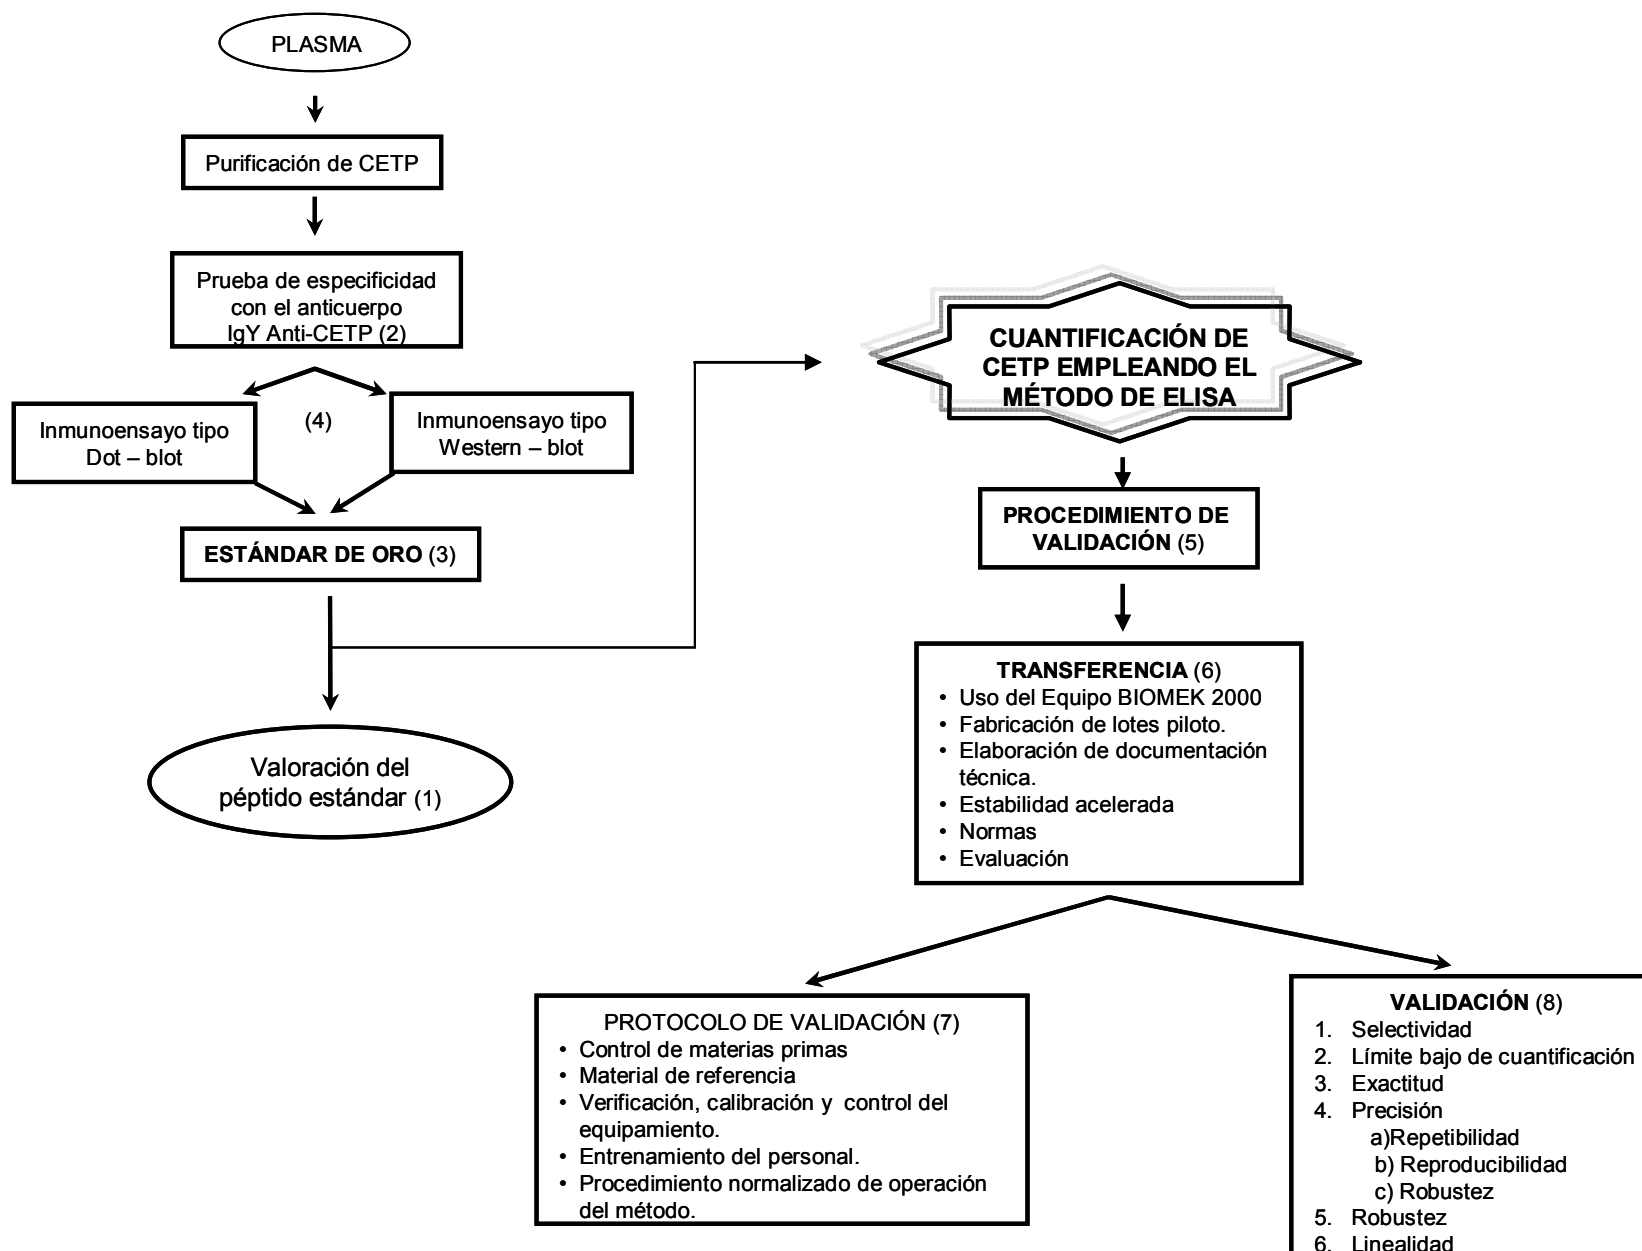 PLASMA
Purificación de CETP
Prueba de especificidad
con el anticuerpo
IgY Anti-CETP (2)
(4)
Inmunoensayo tipo
Dot – blot
Inmunoensayo tipo
Western – blot
ESTÁNDAR DE ORO (3)
Valoración del
péptido estándar (1)
CUANTIFICACIÓN DE
CETP EMPLEANDO EL
MÉTODO DE ELISA
PROCEDIMIENTO DE
VALIDACIÓN (5)
TRANSFERENCIA (6)
• Uso del Equipo BIOMEK 2000
• Fabricación de lotes piloto.
• Elaboración de documentación
técnica.
• Estabilidad acelerada
• Normas
• Evaluación
PROTOCOLO DE VALIDACIÓN (7)
• Control de materias primas
• Material de referencia
• Verificación, calibración y control del
equipamiento.
• Entrenamiento del personal.
• Procedimiento normalizado de operación
del método.
VALIDACIÓN (8)
1. Selectividad
2. Límite bajo de cuantificación
3. Exactitud
4. Precisión
a)Repetibilidad
b) Reproducibilidad
c) Robustez
5. Robustez
6. Linealidad